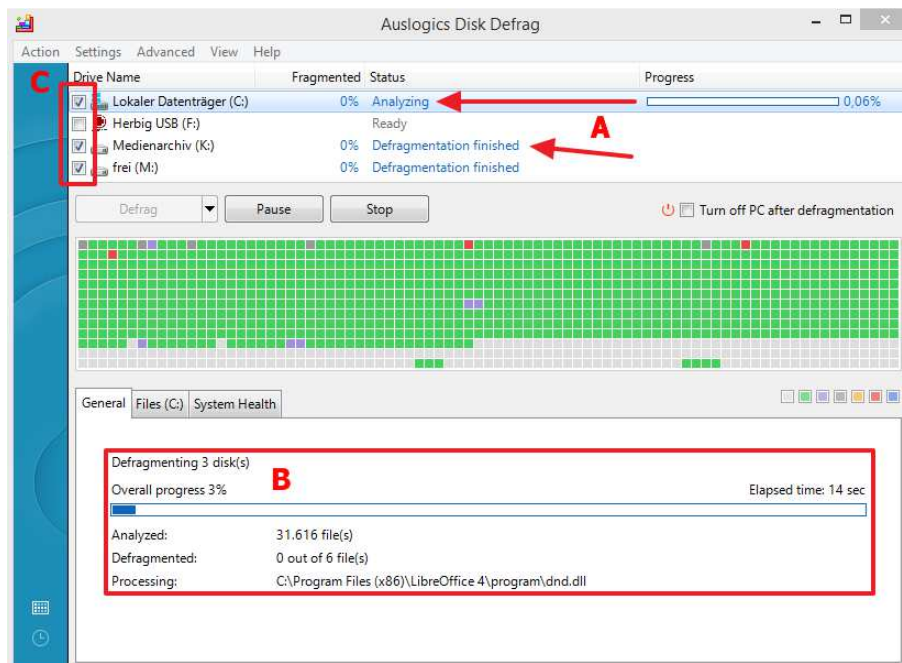 Auslogics Disk Defrag
Action Settings Advanced View Help
C
Drive Name Fragmented Status Progress
Lokaler Datenträger (C:) 0% Analyzing 0,06%
Herbig USB (F:) Ready
A
Medienarchiv (K:) 0% Defragmentation finished
frei (M:) 0% Defragmentation finished
Defrag Pause Stop Turn off PC after defragmentation
General Files (C:) System Health
Defragmenting 3 disk(s)
B
Overall progress 3% Elapsed time: 14 sec
Analyzed: 31.616 file(s)
Defragmented: 0 out of 6 file(s)
Processing: C:\Program Files (x86)\LibreOffice 4\program\dnd.dll